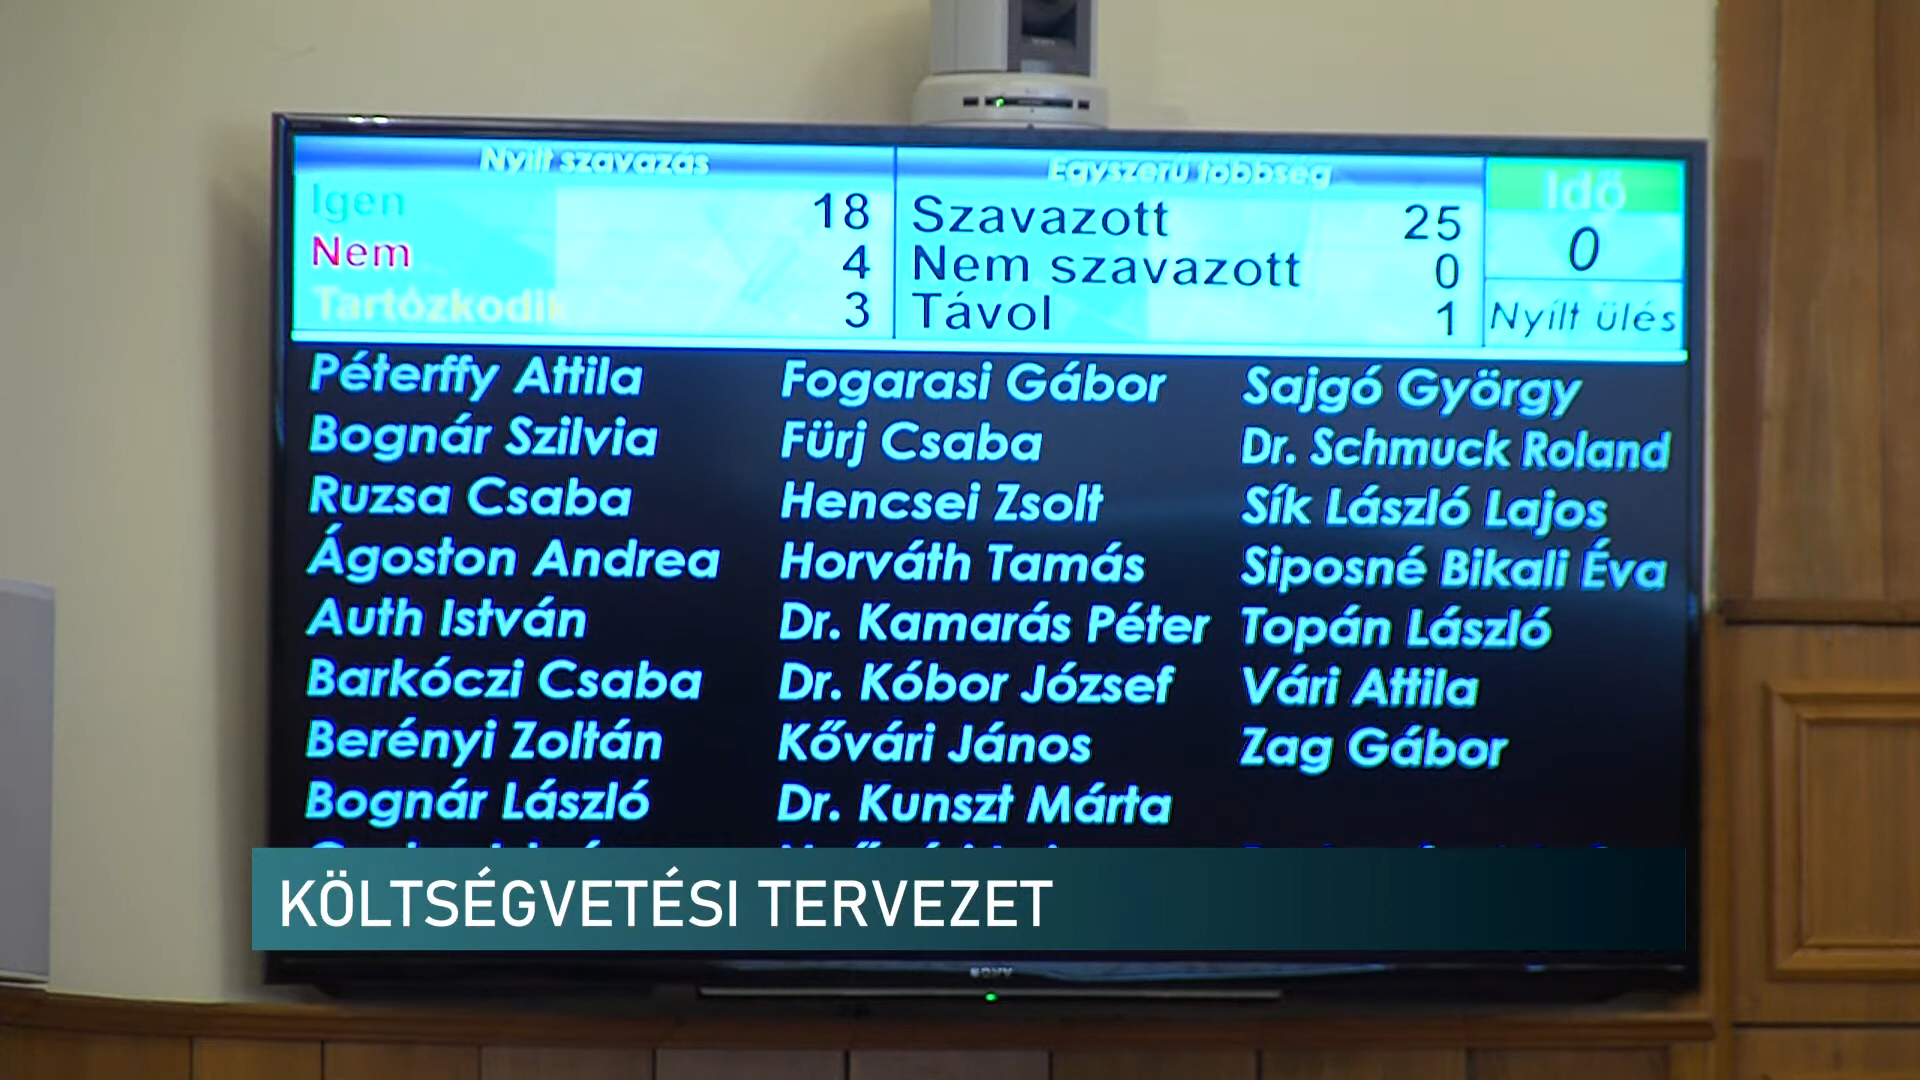 Nyílt szavazás
Igen 18
Nem 4
Tartózkodik 3
Egyszerű többség
Szavazott 25
Nem szavazott 0
Távol 1
Idő
0
Nyílt ülés
Péterffy Attila
Bognár Szilvia
Ruzsa Csaba
Ágoston Andrea
Auth István
Barkóczi Csaba
Berényi Zoltán
Bognár László
Fogarasi Gábor
Fürj Csaba
Hencsei Zsolt
Horváth Tamás
Dr. Kamarás Péter
Dr. Kóbor József
Kővári János
Dr. Kunszt Márta
Sajgó György
Dr. Schmuck Roland
Sík László Lajos
Siposné Bikali Éva
Topán László
Vári Attila
Zag Gábor
KÖLTSÉGVETÉSI TERVEZET
SONY